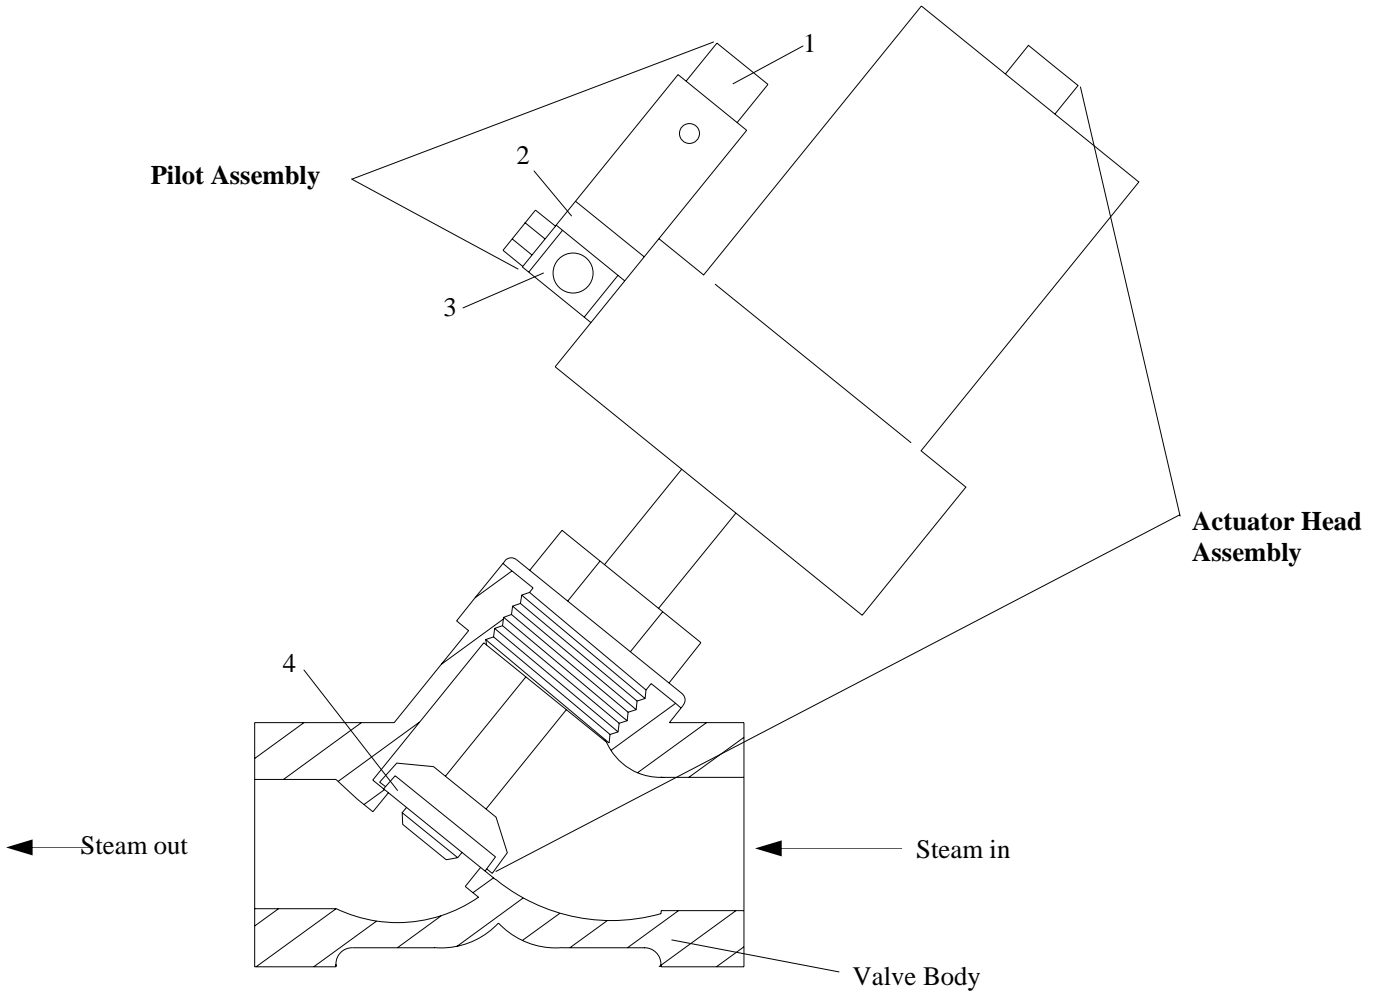 1
2
Pilot Assembly
3
Actuator Head
Assembly
4
Steam out
Steam in
Valve Body